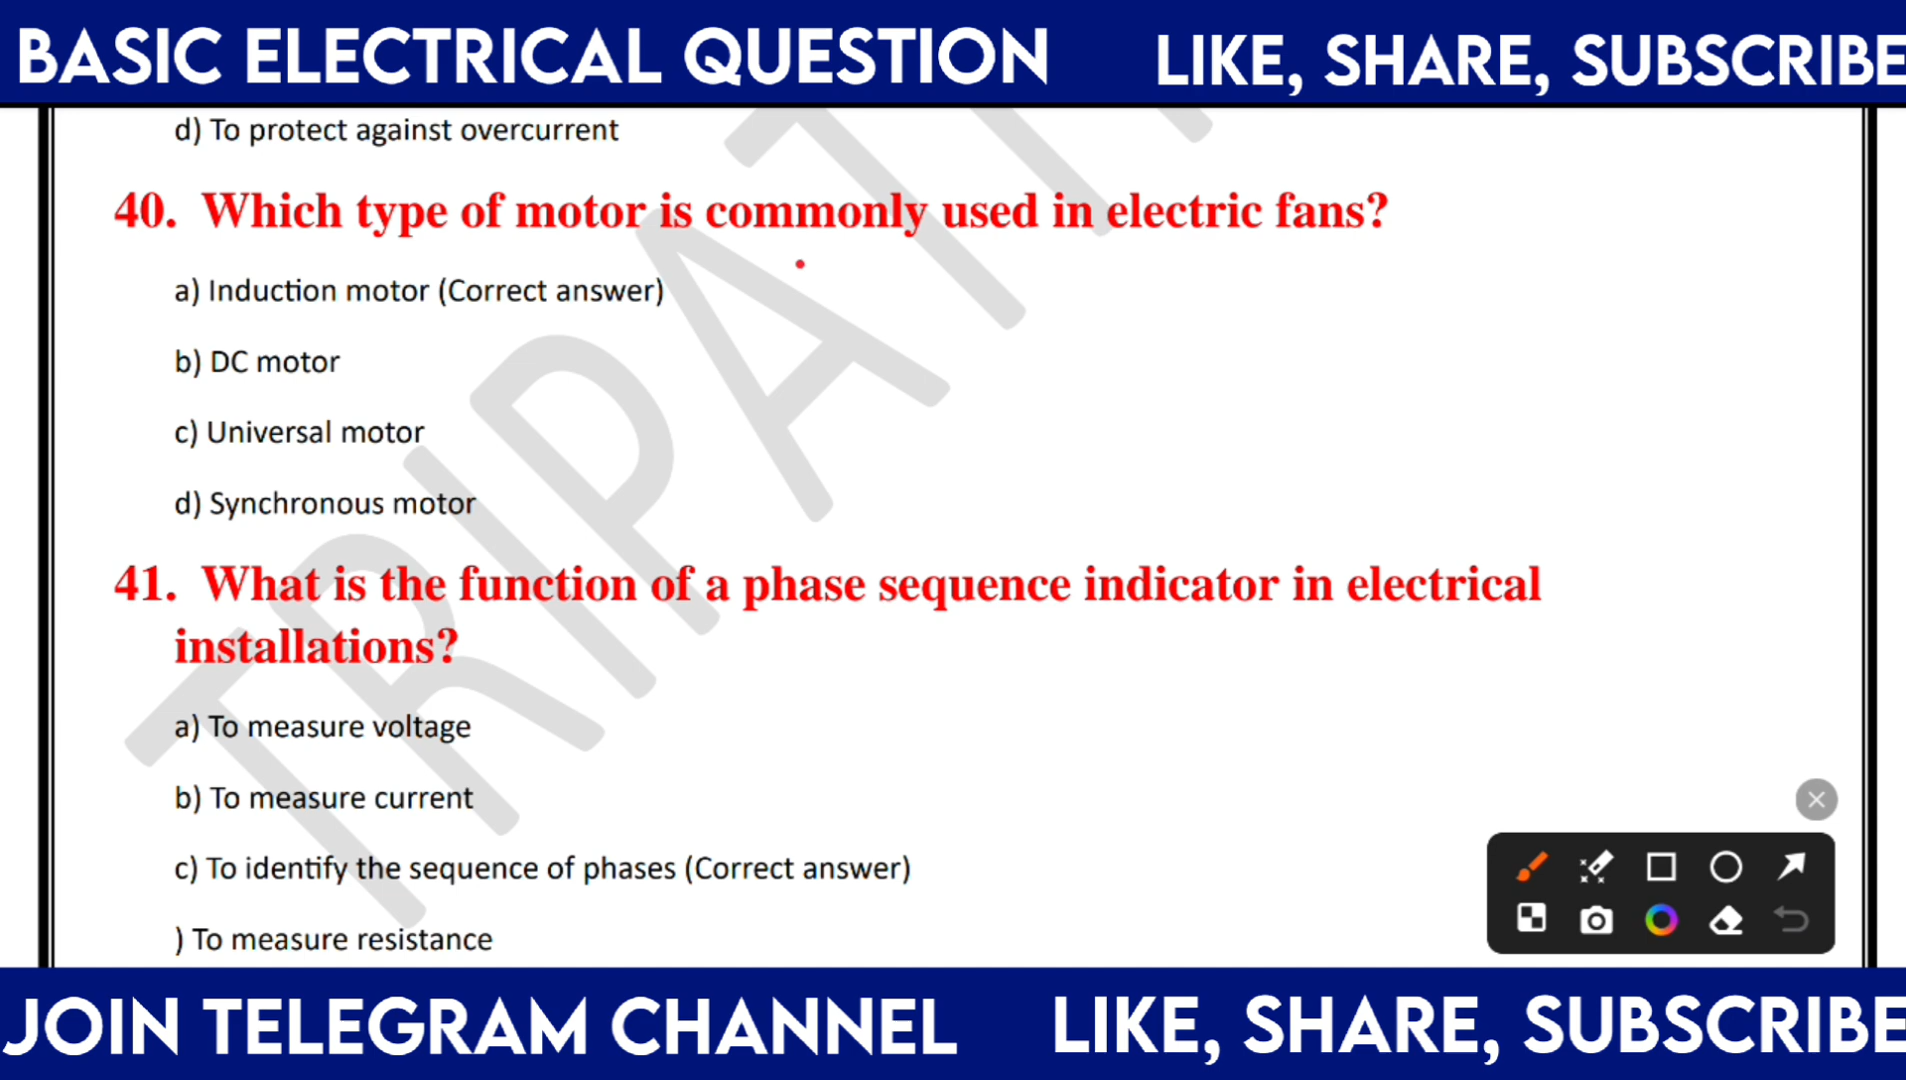 BASIC ELECTRICAL QUESTION LIKE, SHARE, SUBSCRIBE
d) To protect against overcurrent
40. Which type of motor is commonly used in electric fans?
a) Induction motor (Correct answer)
b) DC motor
c) Universal motor
d) Synchronous motor
41. What is the function of a phase sequence indicator in electrical
installations?
a) To measure voltage
b) To measure current
c) To identify the sequence of phases (Correct answer)
) To measure resistance
TRIPATI
JOIN TELEGRAM CHANNEL LIKE, SHARE, SUBSCRIBE